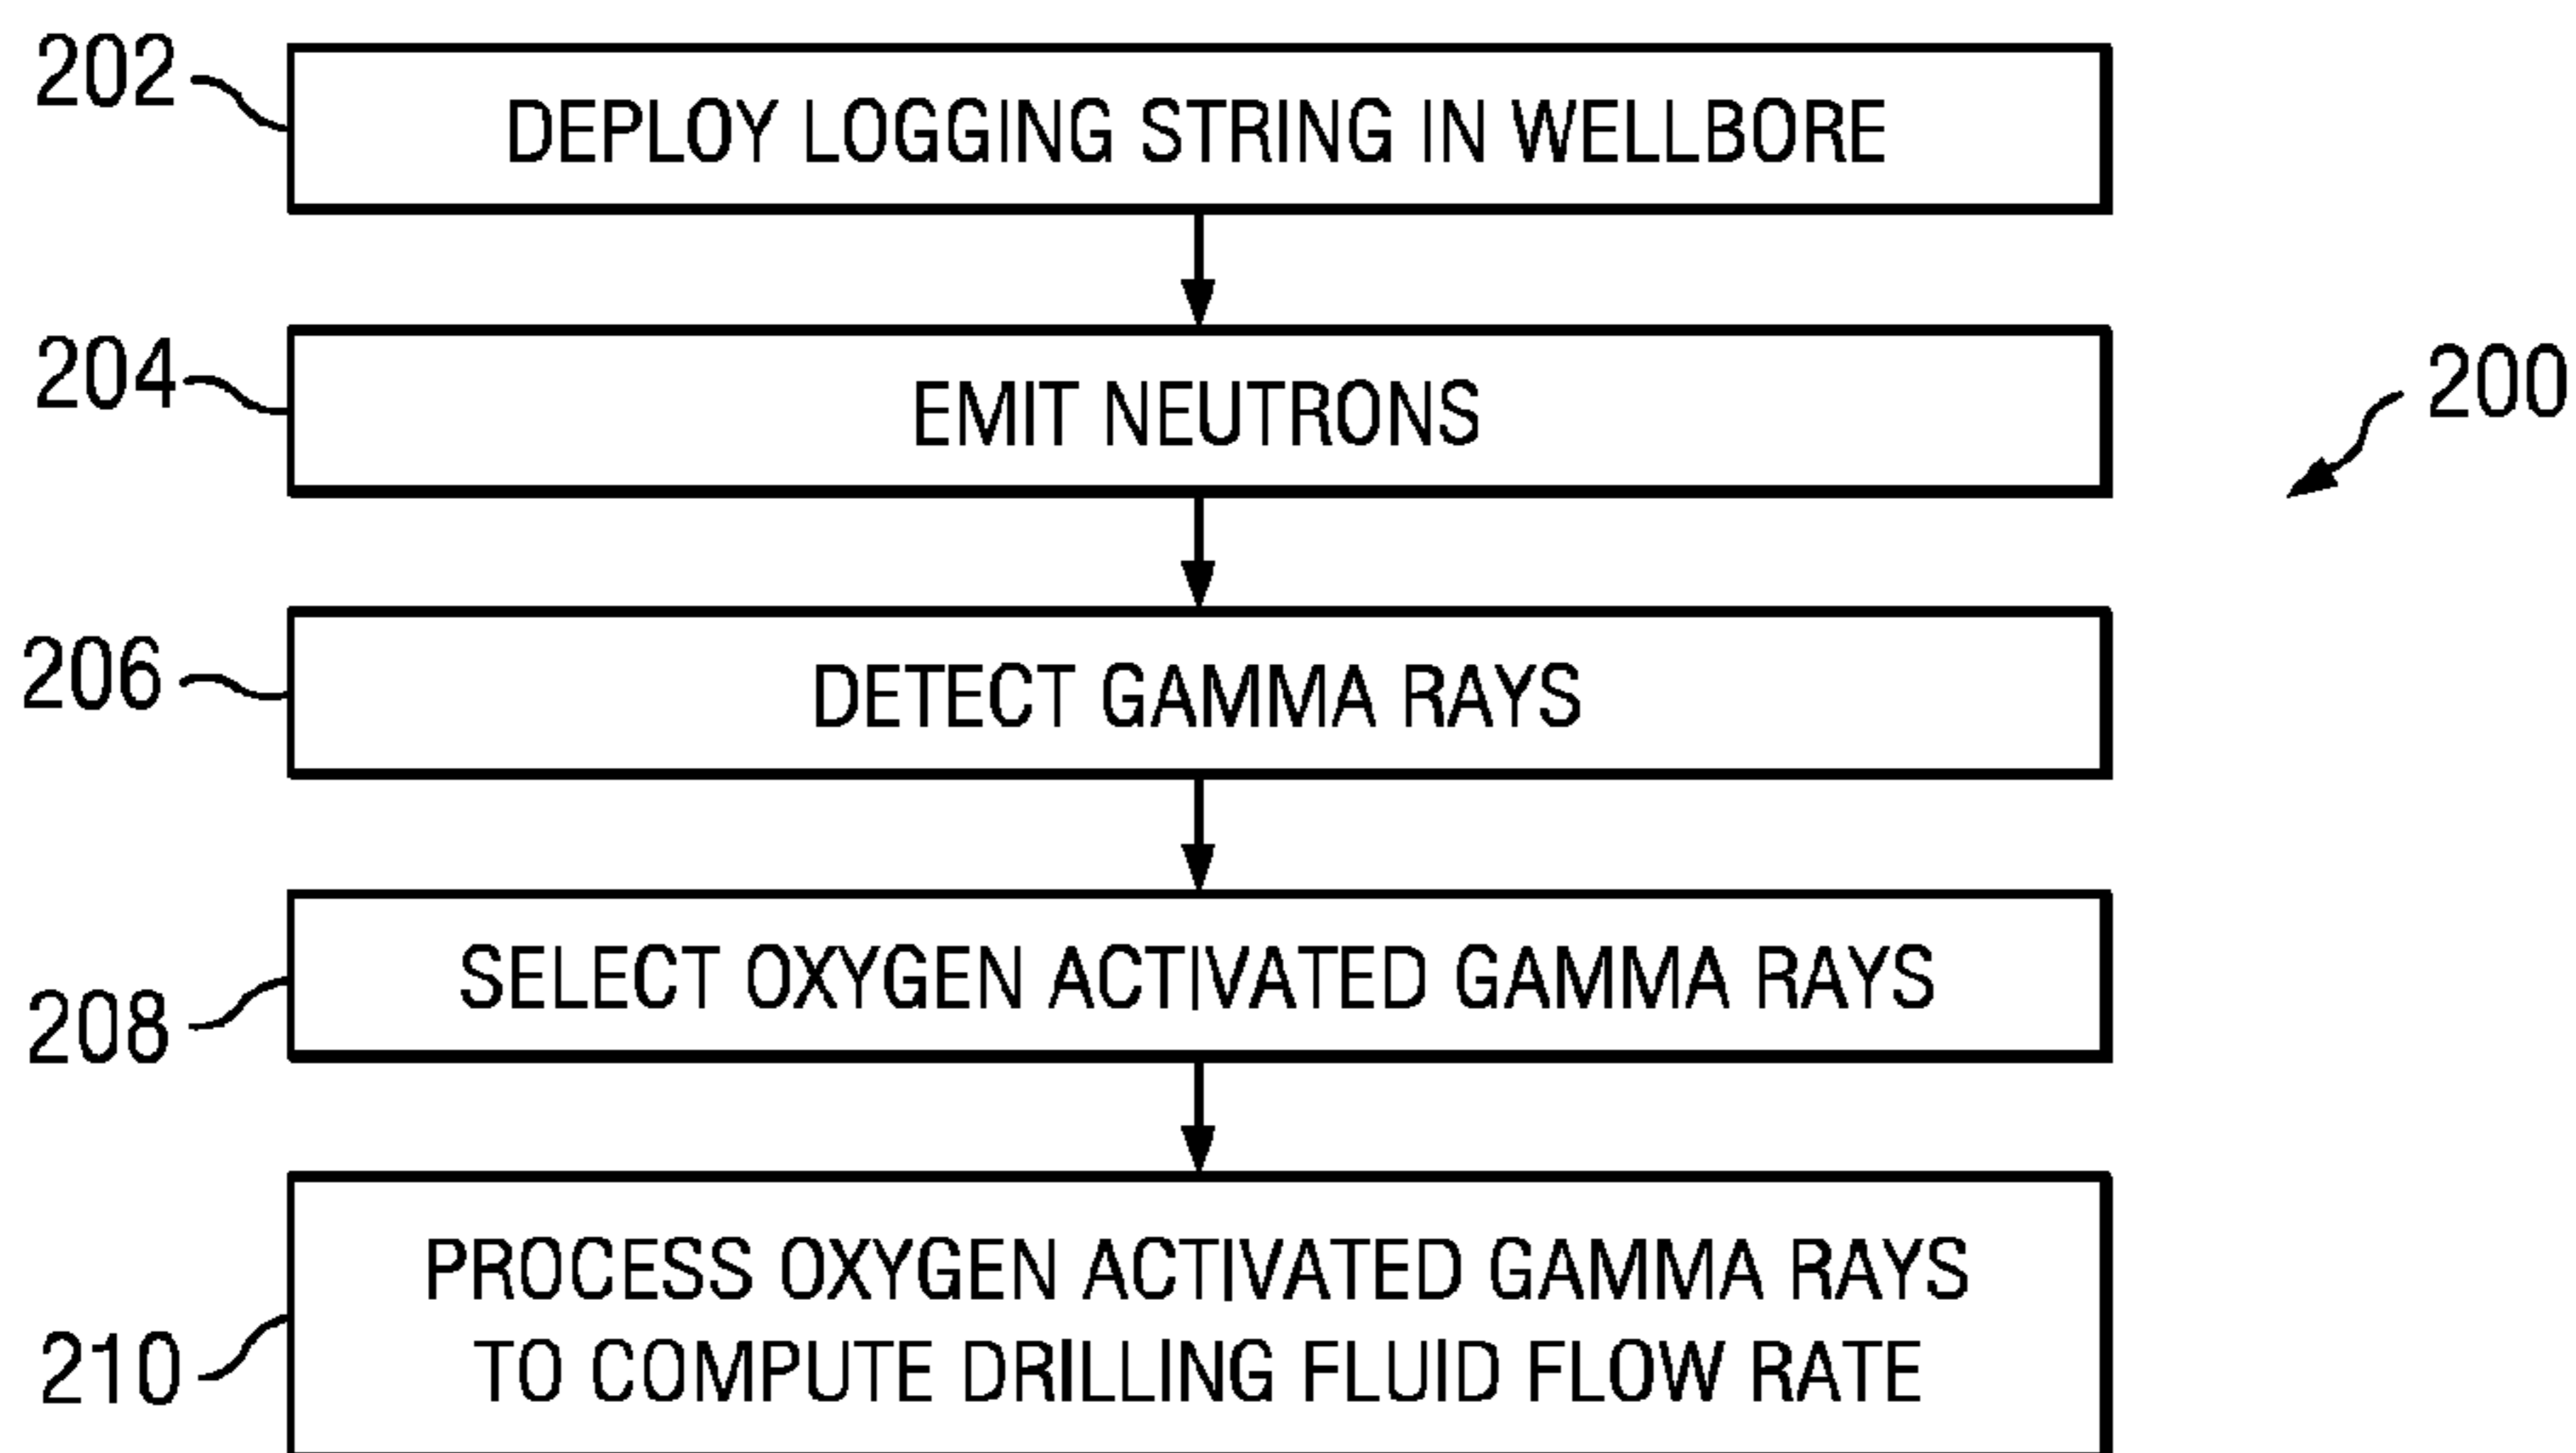 202
DEPLOY LOGGING STRING IN WELLBORE
204
EMIT NEUTRONS
200
206
DETECT GAMMA RAYS
208
SELECT OXYGEN ACTIVATED GAMMA RAYS
210
PROCESS OXYGEN ACTIVATED GAMMA RAYS
TO COMPUTE DRILLING FLUID FLOW RATE